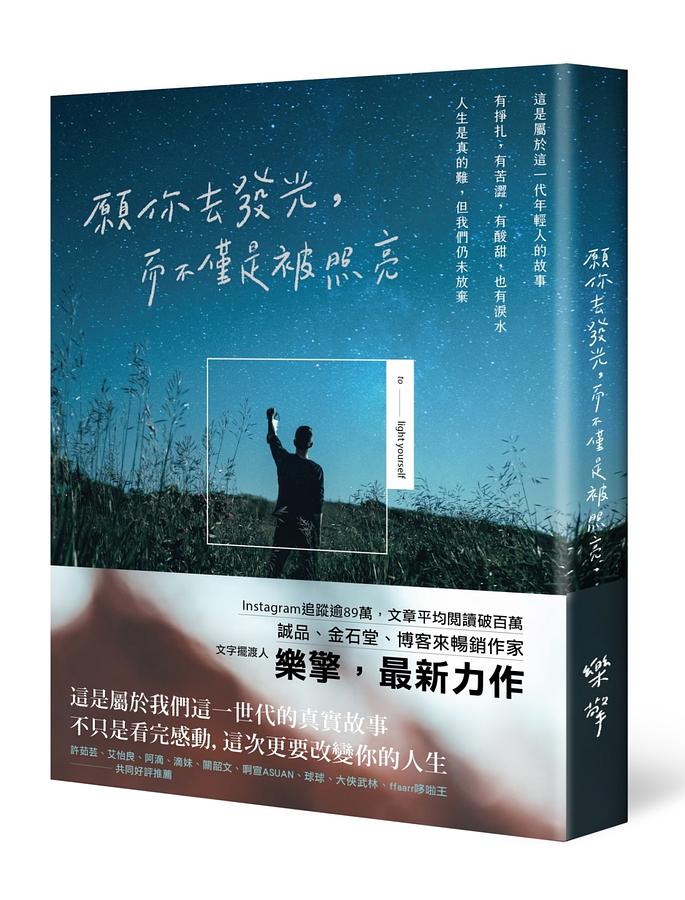 願你去發光,
而不僅是被照亮
這是屬於這一代年輕人的故事
有掙扎,有苦澀,有酸甜,也有淚水
人生是真的難,但我們仍未放棄
to —— light yourself
Instagram追蹤逾89萬,文章平均閱讀破百萬
誠品、金石堂、博客來暢銷作家
文字擺渡人 樂擎,最新力作
這是屬於我們這一世代的真實故事
不只是看完感動,這次更要改變你的人生
許茹芸、艾怡良、阿滴、滴妹、關韶文、啊宣ASUAN、球球、大俠武林、ffaarr哆啦王
——共同好評推薦
願你去發光,而不僅是被照亮.
樂擎